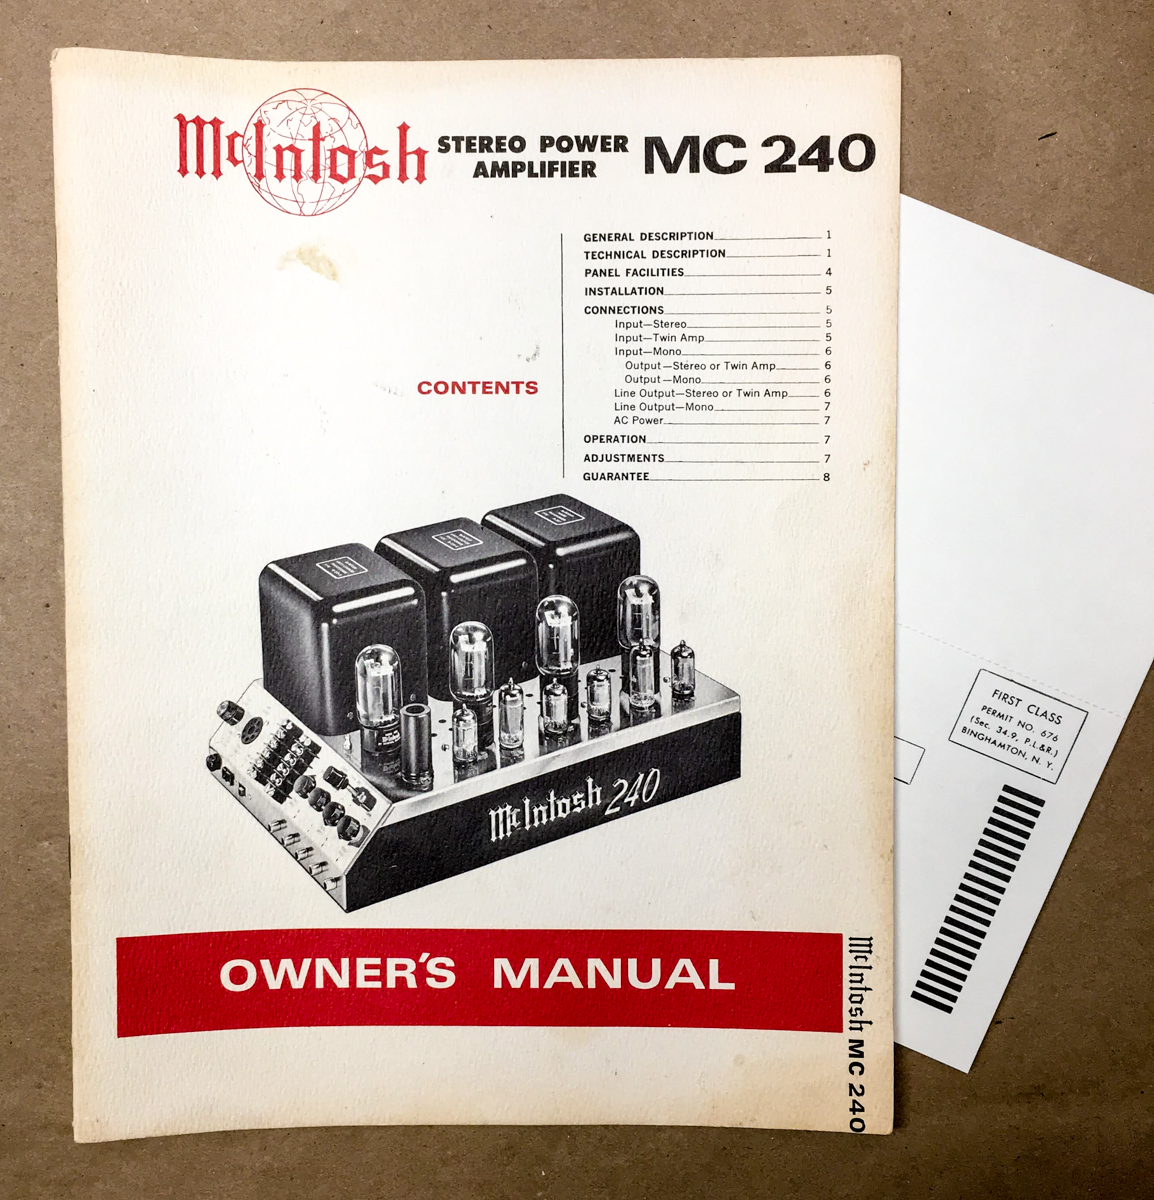 McIntosh STEREO POWER AMPLIFIER MC 240
GENERAL DESCRIPTION 1
TECHNICAL DESCRIPTION 1
PANEL FACILITIES 4
INSTALLATION 5
CONNECTIONS 5
Input—Stereo 5
Input—Twin Amp 5
Input—Mono 6
Output—Stereo or Twin Amp 6
Output—Mono 6
Line Output—Stereo or Twin Amp 6
Line Output—Mono 7
AC Power 7
OPERATION 7
ADJUSTMENTS 7
GUARANTEE 8
CONTENTS
McIntosh 240
OWNER'S MANUAL
McIntosh MC 240
FIRST CLASS
PERMIT NO. 676
(Sec. 34.9, P.L.&R.)
BINGHAMTON, N. Y.